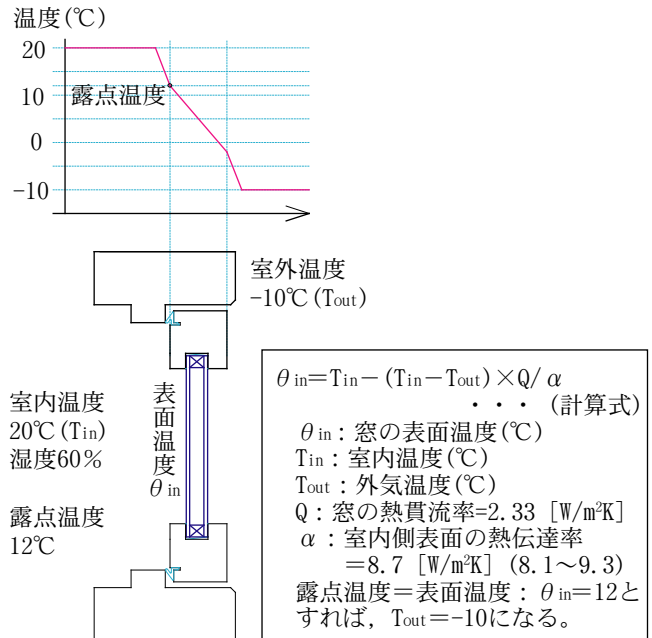 温度(℃)
20
10
露点温度
0
-10
室外温度
-10℃(Tout)
室内温度
20℃(Tin)
湿度60%
露点温度
12℃
表面温度θin
θin=Tin-(Tin-Tout)×Q/α
・・・(計算式)
θin:窓の表面温度(℃)
Tin:室内温度(℃)
Tout:外気温度(℃)
Q:窓の熱貫流率=2.33 [W/m²K]
α:室内側表面の熱伝達率
=8.7 [W/m²K] (8.1〜9.3)
露点温度=表面温度:θin=12と
すれば,Tout=-10になる。